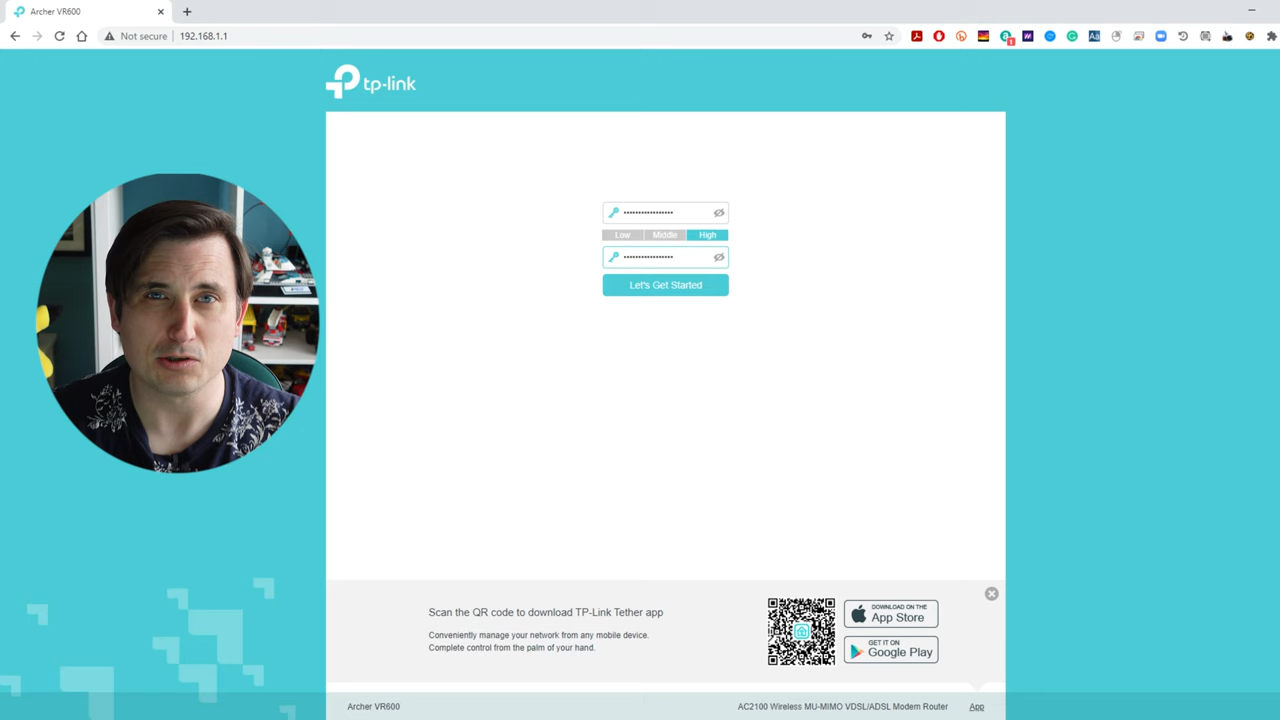 Archer VR600
Not secure
192.168.1.1
tp-link
Low
Middle
High
Let's Get Started
Scan the QR code to download TP-Link Tether app
Conveniently manage your network from any mobile device.
Complete control from the palm of your hand.
DOWNLOAD ON THE
App Store
GET IT ON
Google Play
Archer VR600
AC2100 Wireless MU-MIMO VDSL/ADSL Modem Router
App